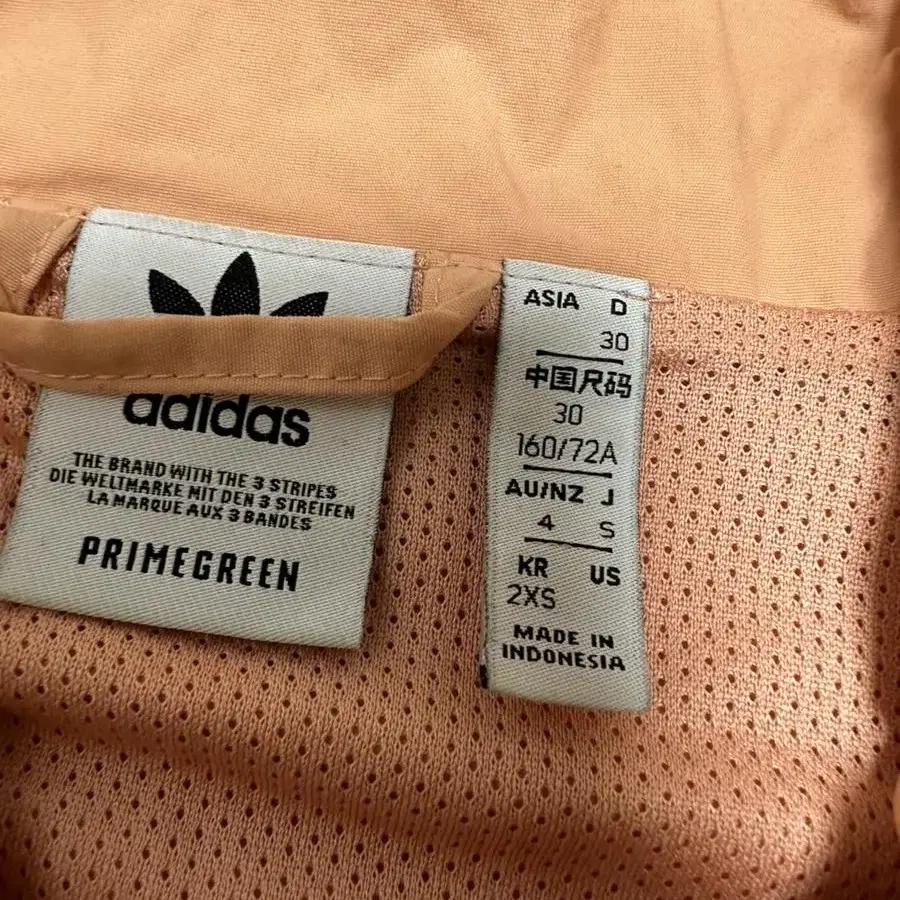 adidas
THE BRAND WITH THE 3 STRIPES
DIE WELTMARKE MIT DEN 3 STREIFEN
LA MARQUE AUX 3 BANDES
PRIMEGREEN
ASIA D
30
中国尺码
30
160/72A
AU/NZ J
4 S
KR US
2XS
MADE IN
INDONESIA